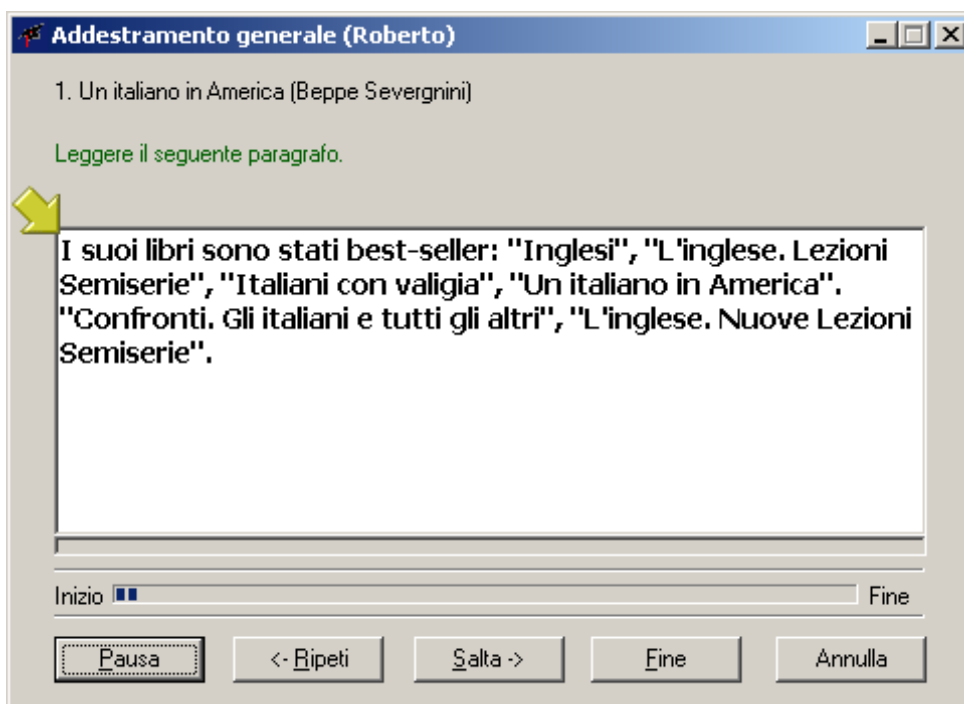 Addestramento generale (Roberto)
1. Un italiano in America (Beppe Severgnini)
Leggere il seguente paragrafo.
I suoi libri sono stati best-seller: "Inglesi", "L'inglese. Lezioni
Semiserie", "Italiani con valigia", "Un italiano in America".
"Confronti. Gli italiani e tutti gli altri", "L'inglese. Nuove Lezioni
Semiserie".
Inizio Fine
Pausa <- Ripeti Salta -> Fine Annulla